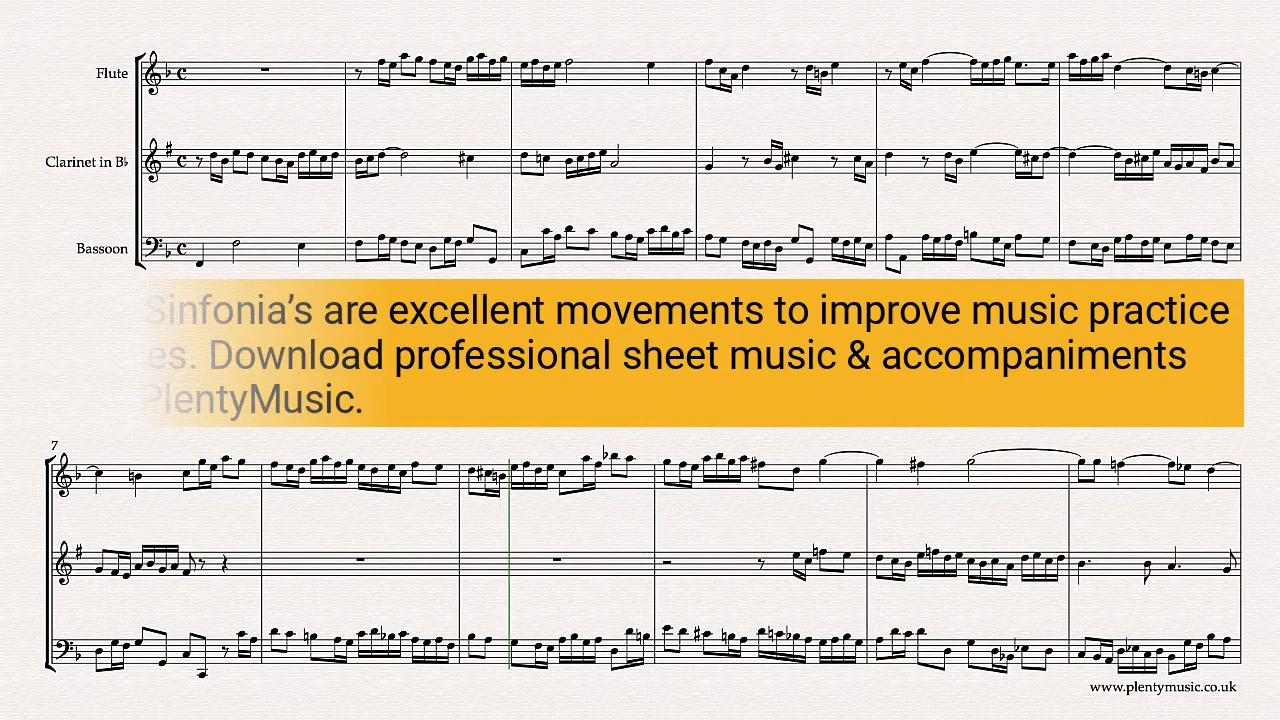 Flute
Clarinet in B♭
Bassoon
Sinfonia’s are excellent movements to improve music practice
es. Download professional sheet music & accompaniments
PlentyMusic.
7
www.plentymusic.co.uk